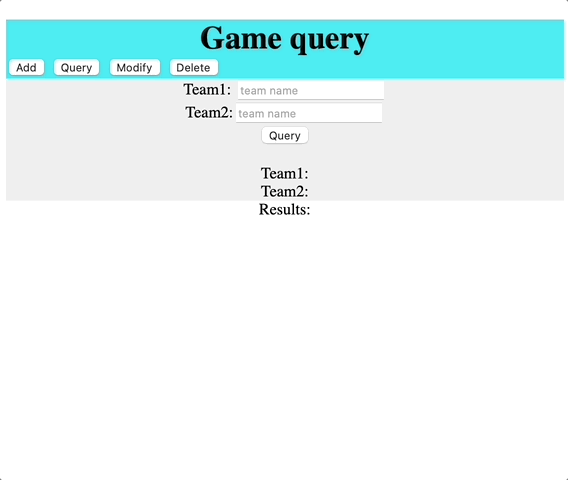 Game query
Add Query Modify Delete
Team1: team name
Team2: team name
Query
Team1:
Team2:
Results: